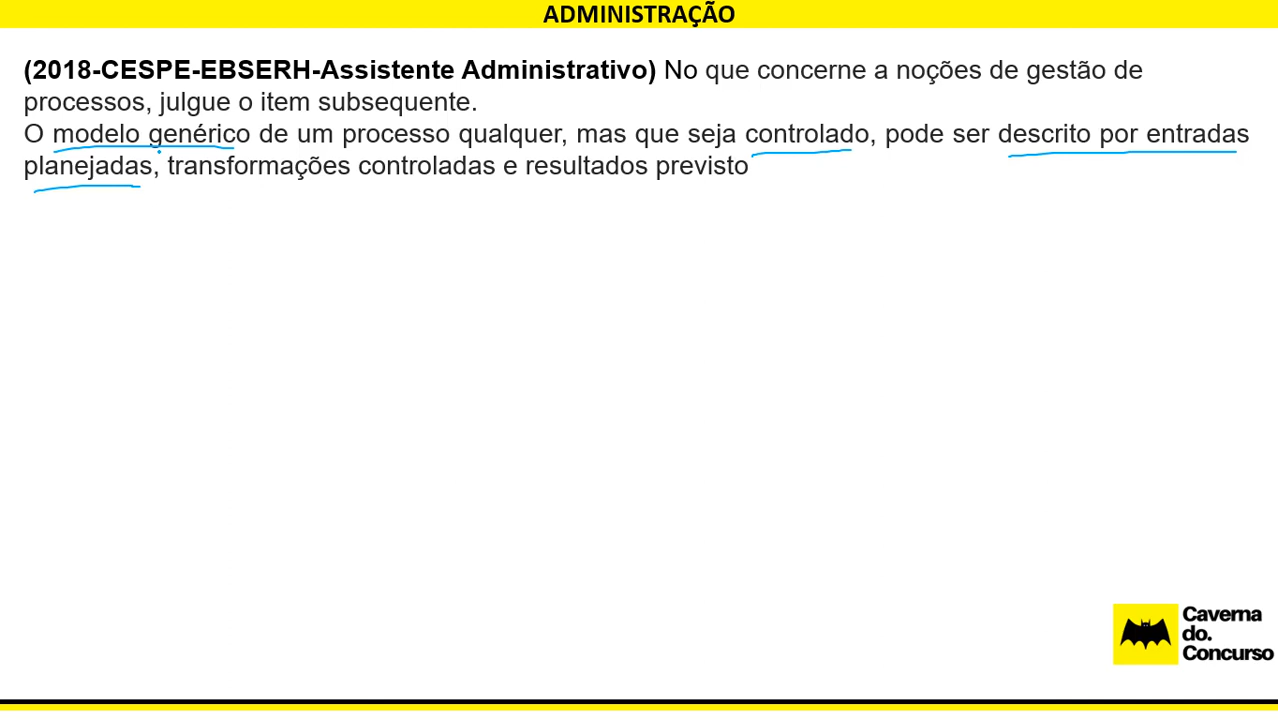 ADMINISTRAÇÃO
(2018-CESPE-EBSERH-Assistente Administrativo) No que concerne a noções de gestão de
processos, julgue o item subsequente.
O modelo genérico de um processo qualquer, mas que seja controlado, pode ser descrito por entradas
planejadas, transformações controladas e resultados previsto
Caverna
do.
Concurso